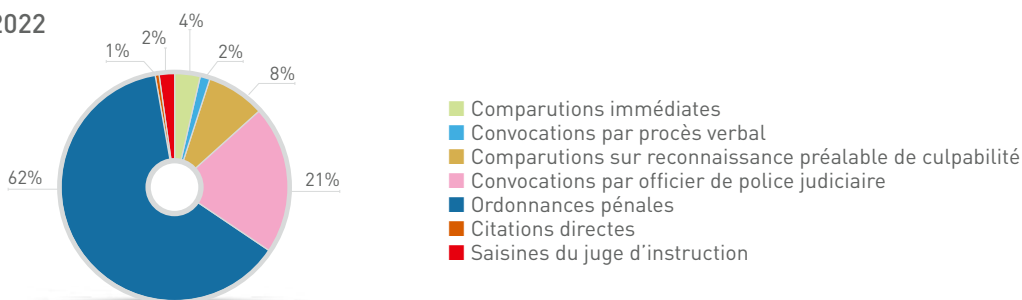 2022
4%
2%
2%
1%
8%
62%
21%
Comparutions immédiates
Convocations par procès verbal
Comparutions sur reconnaissance préalable de culpabilité
Convocations par officier de police judiciaire
Ordonnances pénales
Citations directes
Saisines du juge d'instruction